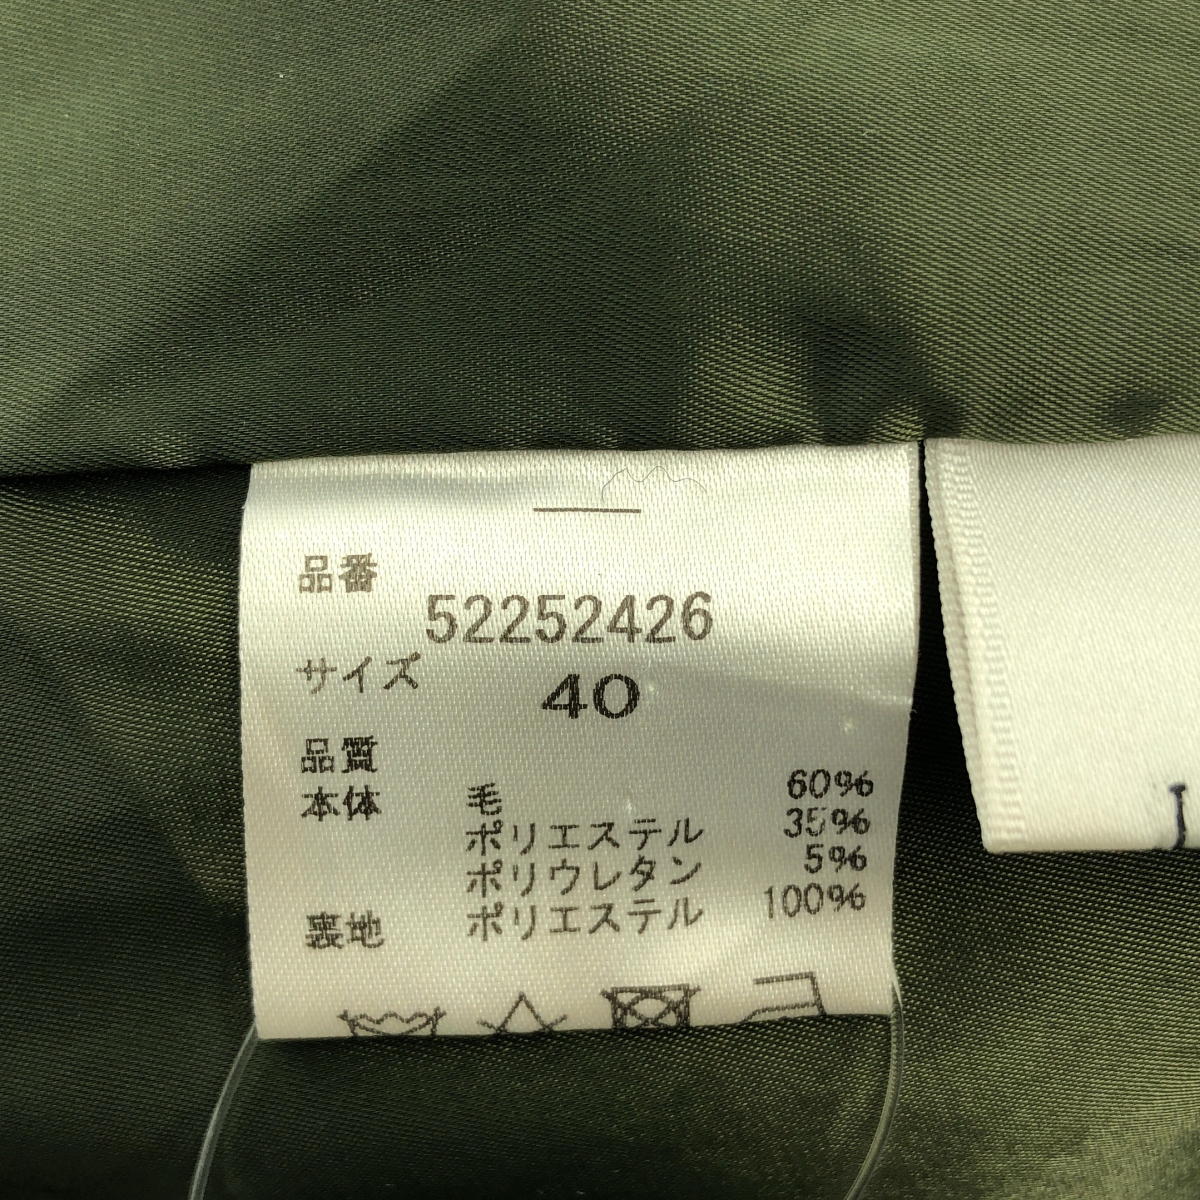 品番
52252426
サイズ 40
品質
本体 毛 60%
ポリエステル 35%
ポリウレタン 5%
裏地 ポリエステル 100%